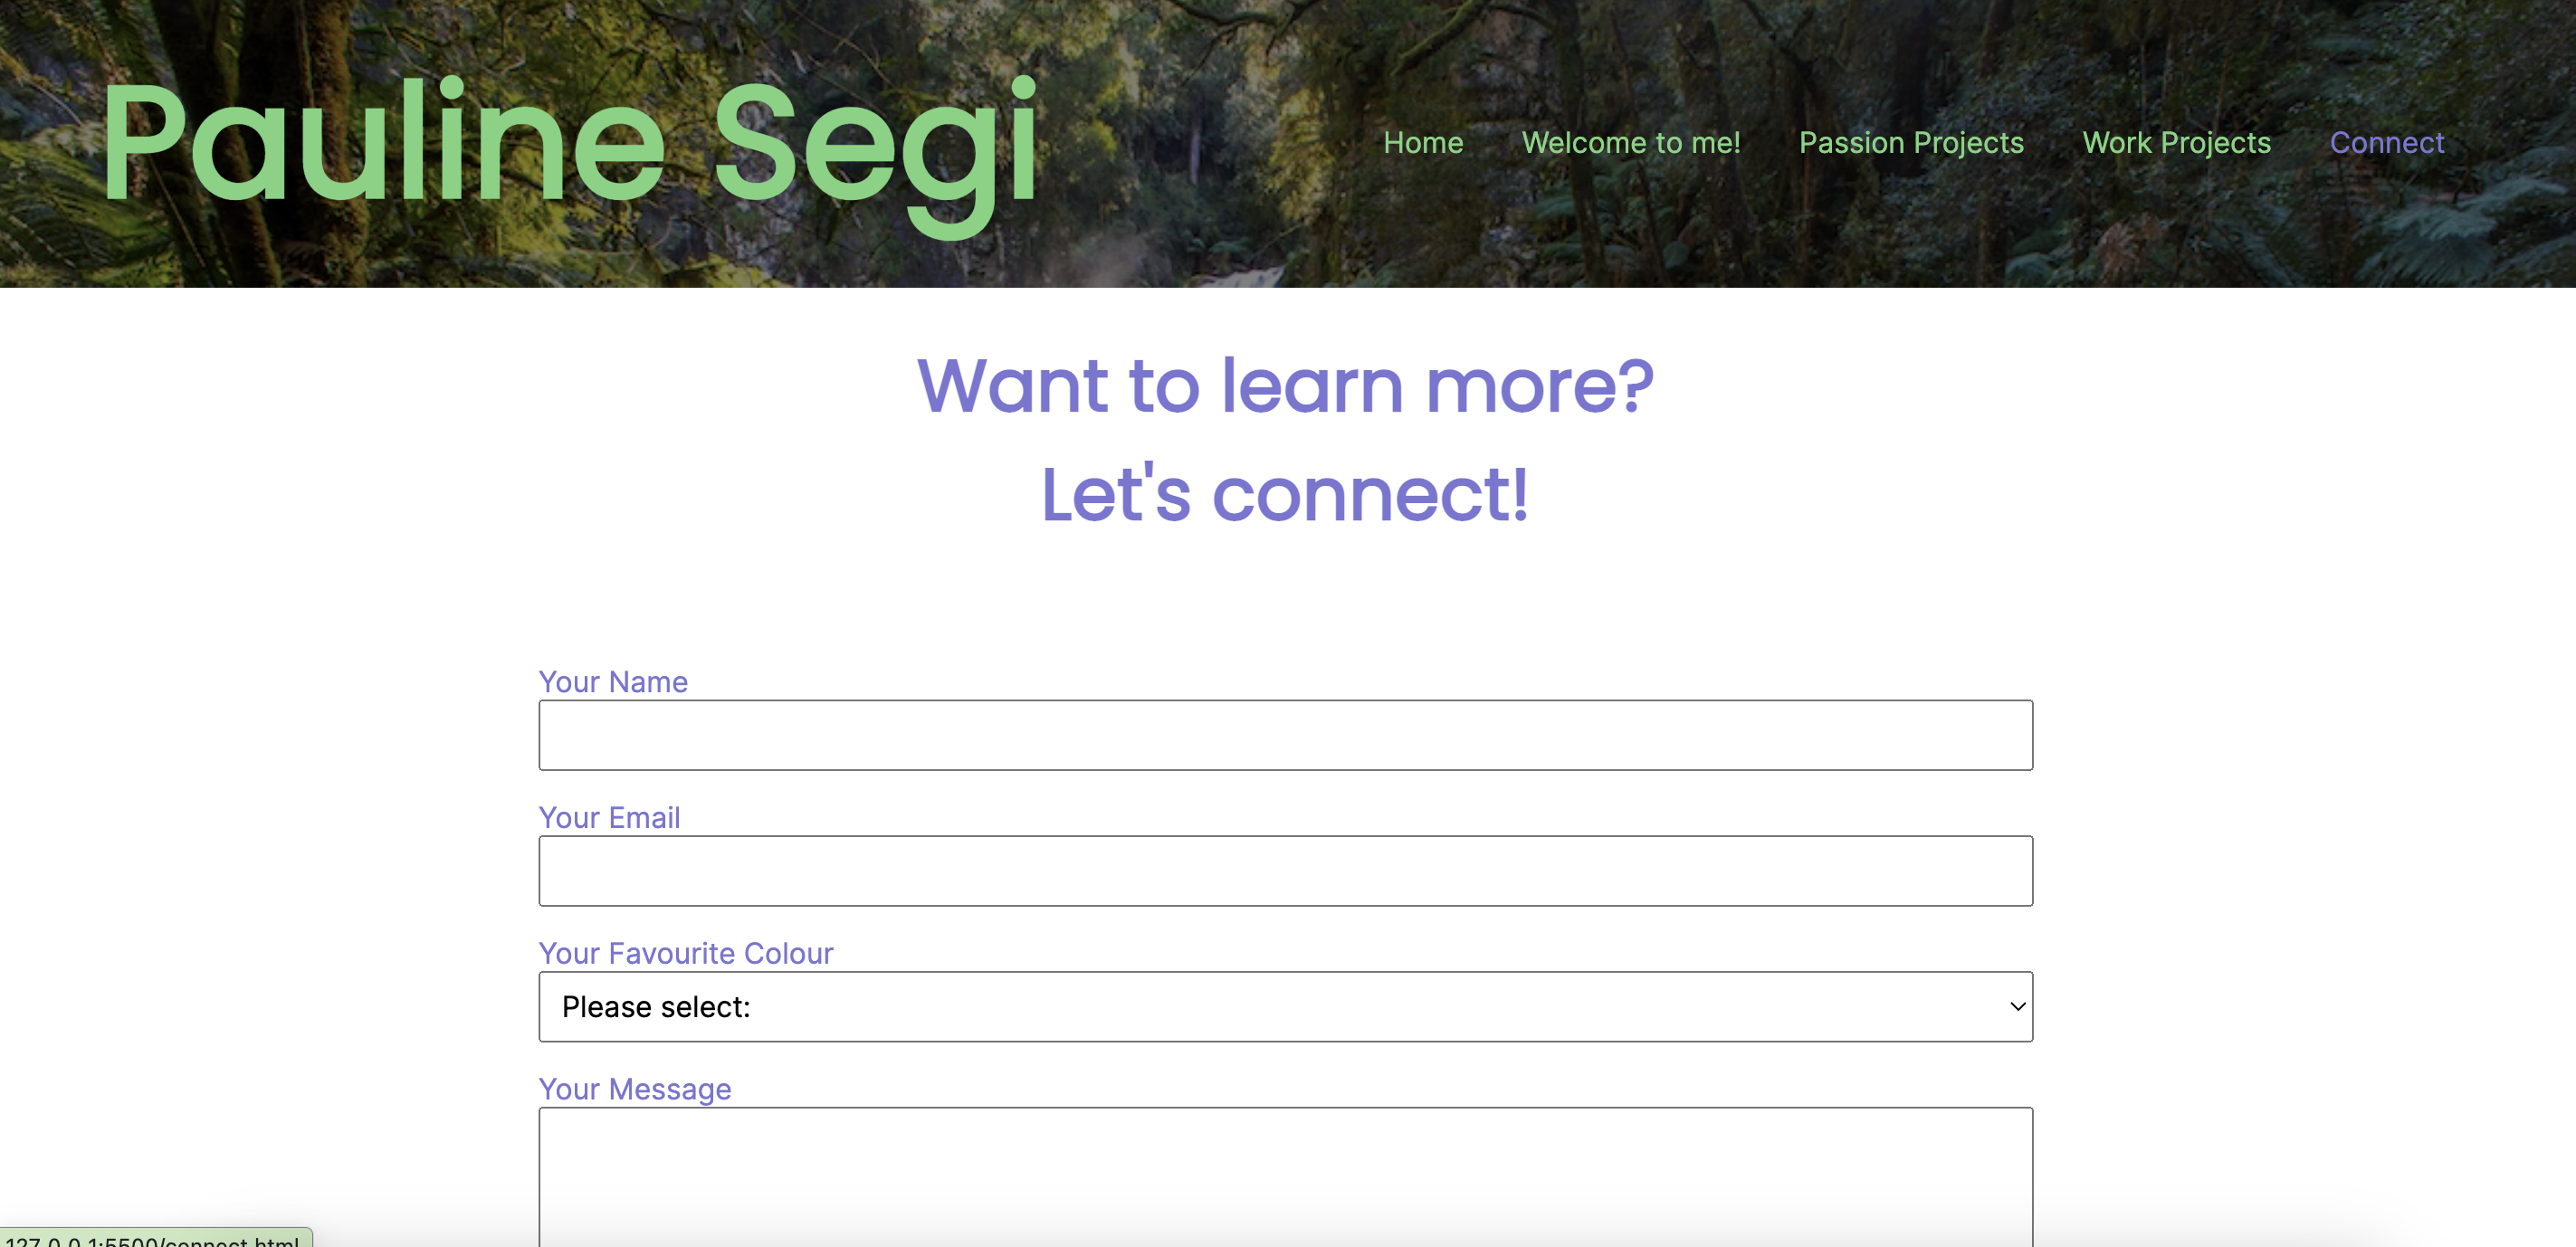 Pauline Segi
Home Welcome to me! Passion Projects Work Projects Connect
Want to learn more?
Let's connect!
Your Name
Your Email
Your Favourite Colour
Please select:
Your Message
127.0.0.1:5500/connect.html